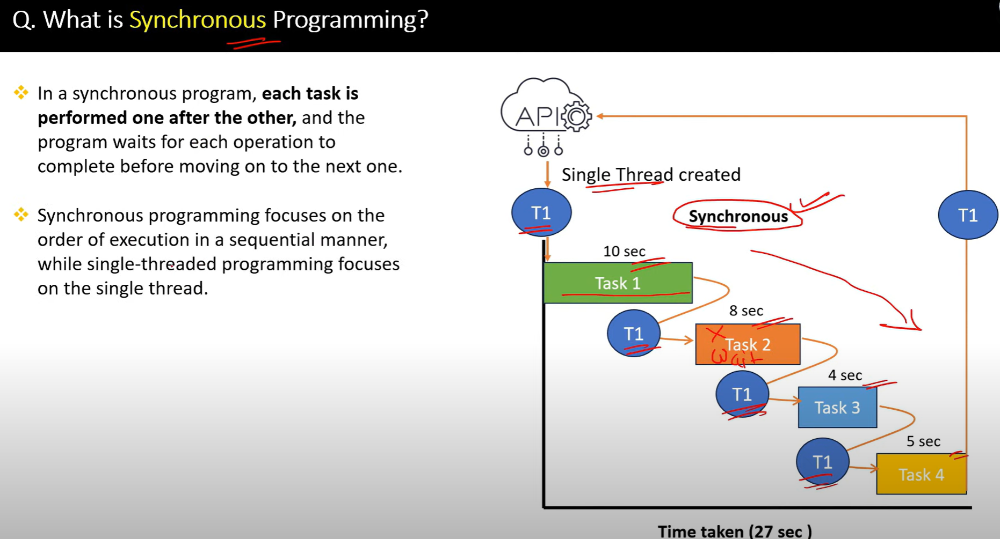 Q. What is Synchronous Programming?
In a synchronous program, each task is
performed one after the other, and the
program waits for each operation to
complete before moving on to the next one.
Synchronous programming focuses on the
order of execution in a sequential manner,
while single-threaded programming focuses
on the single thread.
API
Single Thread created
T1
Synchronous
T1
10 sec
Task 1
T1
8 sec
Task 2
Wait
T1
4 sec
Task 3
T1
5 sec
Task 4
Time taken (27 sec )